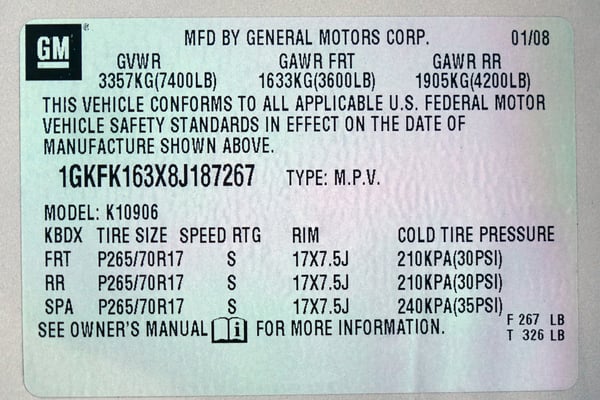 GM ® MFD BY GENERAL MOTORS CORP. 01/08
GVWR GAWR FRT GAWR RR
3357KG(7400LB) 1633KG(3600LB) 1905KG(4200LB)
THIS VEHICLE CONFORMS TO ALL APPLICABLE U.S. FEDERAL MOTOR
VEHICLE SAFETY STANDARDS IN EFFECT ON THE DATE OF
MANUFACTURE SHOWN ABOVE.
1GKFK163X8J187267 TYPE: M.P.V.
MODEL: K10906
KBDX TIRE SIZE SPEED RTG RIM COLD TIRE PRESSURE
FRT P265/70R17 S 17X7.5J 210KPA(30PSI)
RR P265/70R17 S 17X7.5J 210KPA(30PSI)
SPA P265/70R17 S 17X7.5J 240KPA(35PSI)
SEE OWNER'S MANUAL i FOR MORE INFORMATION.
F 267 LB
T 326 LB